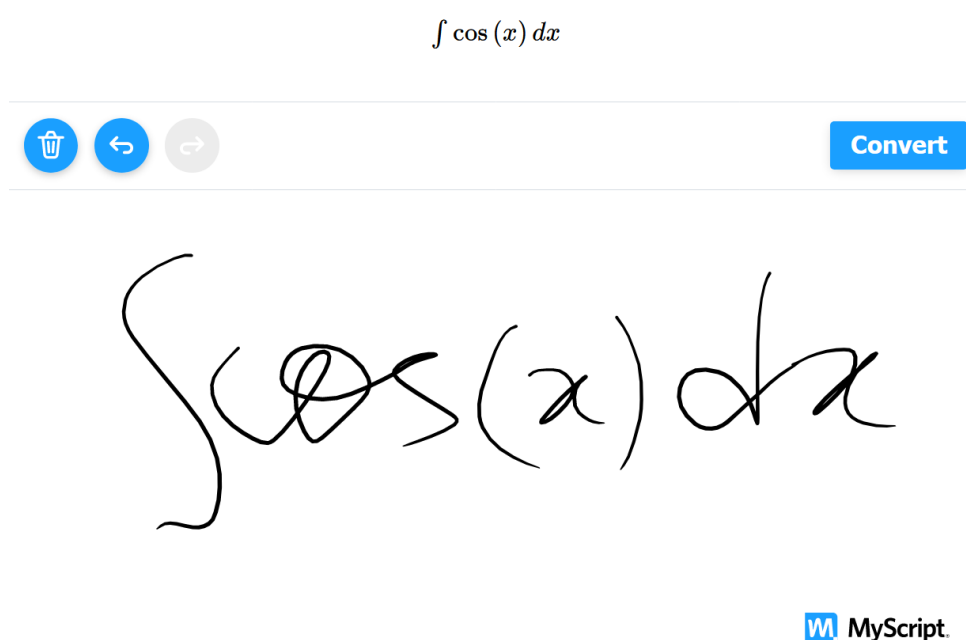 ∫ cos (x) dx
Convert
∫cos(x)dx
MyScript.